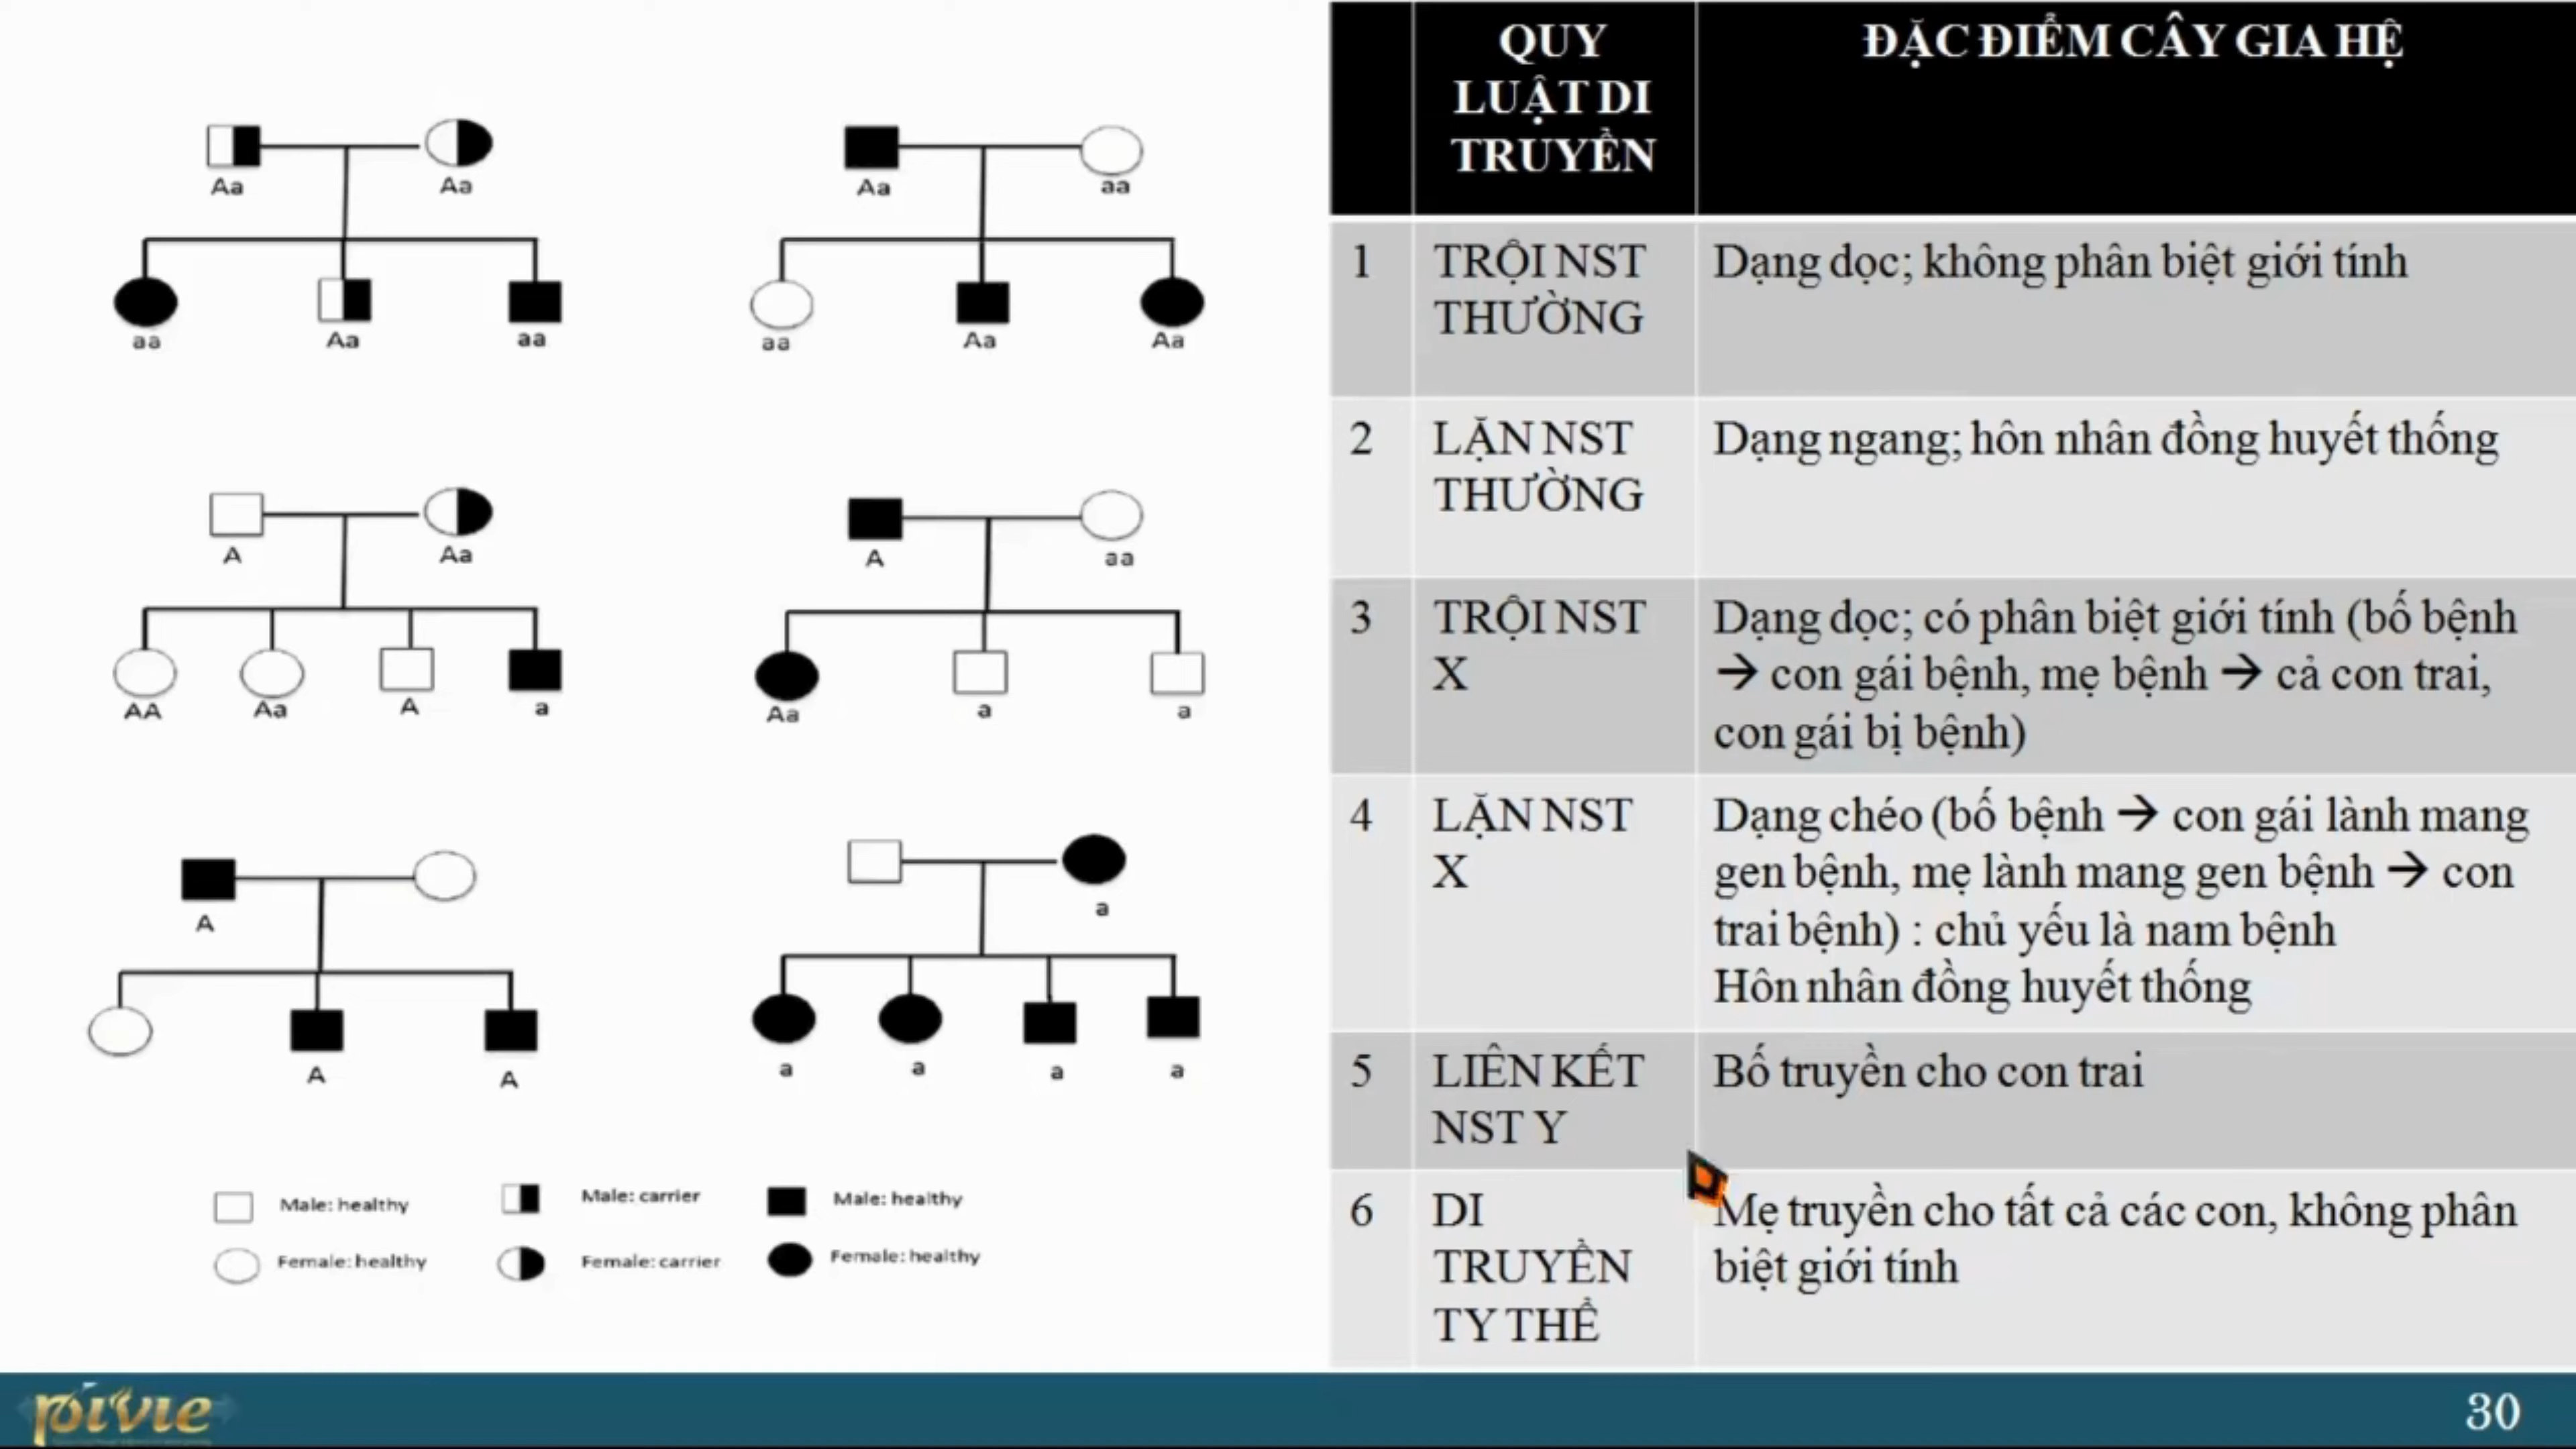 Aa
Aa
aa
Aa
aa
Aa
aa
aa
Aa
Aa
A
Aa
AA
Aa
A
a
A
aa
Aa
a
a
A
A
A
a
a
a
a
a
Male: healthy
Male: carrier
Male: healthy
Female: healthy
Female: carrier
Female: healthy
QUY
LUẬT DI
TRUYỀN
ĐẶC ĐIỂM CÂY GIA HỆ
1
TRỘI NST
THƯỜNG
Dạng dọc; không phân biệt giới tính
2
LẶN NST
THƯỜNG
Dạng ngang; hôn nhân đồng huyết thống
3
TRỘI NST
X
Dạng dọc; có phân biệt giới tính (bố bệnh
→ con gái bệnh, mẹ bệnh → cả con trai,
con gái bị bệnh)
4
LẶN NST
X
Dạng chéo (bố bệnh → con gái lành mang
gen bệnh, mẹ lành mang gen bệnh → con
trai bệnh) : chủ yếu là nam bệnh
Hôn nhân đồng huyết thống
5
LIÊN KẾT
NST Y
Bố truyền cho con trai
6
DI
TRUYỀN
TY THỂ
Mẹ truyền cho tất cả các con, không phân
biệt giới tính
pivie
30